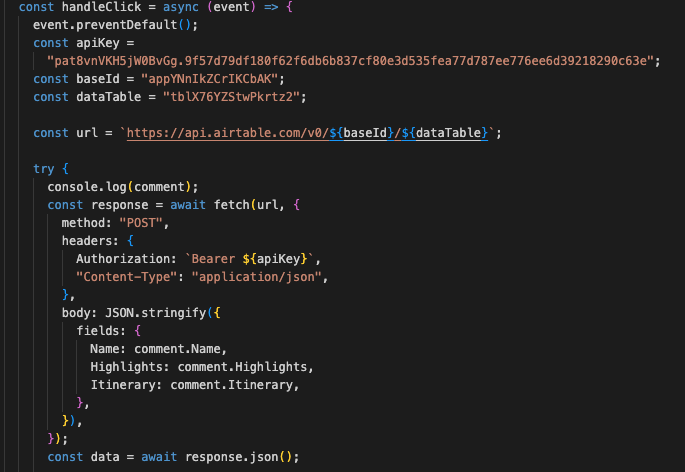 const handleClick = async (event) => {
event.preventDefault();
const apiKey =
"pat8vnVKH5jW0BvGg.9f57d79df180f62f6db6b837cf80e3d535fea77d787ee776ee6d39218290c63e";
const baseId = "appYNnIkZCrIKCbAK";
const dataTable = "tblX76YZStwPkrtz2";
const url = `https://api.airtable.com/v0/${baseId}/${dataTable}`;
try {
console.log(comment);
const response = await fetch(url, {
method: "POST",
headers: {
Authorization: `Bearer ${apiKey}`,
"Content-Type": "application/json",
},
body: JSON.stringify({
fields: {
Name: comment.Name,
Highlights: comment.Highlights,
Itinerary: comment.Itinerary,
},
}),
});
const data = await response.json();